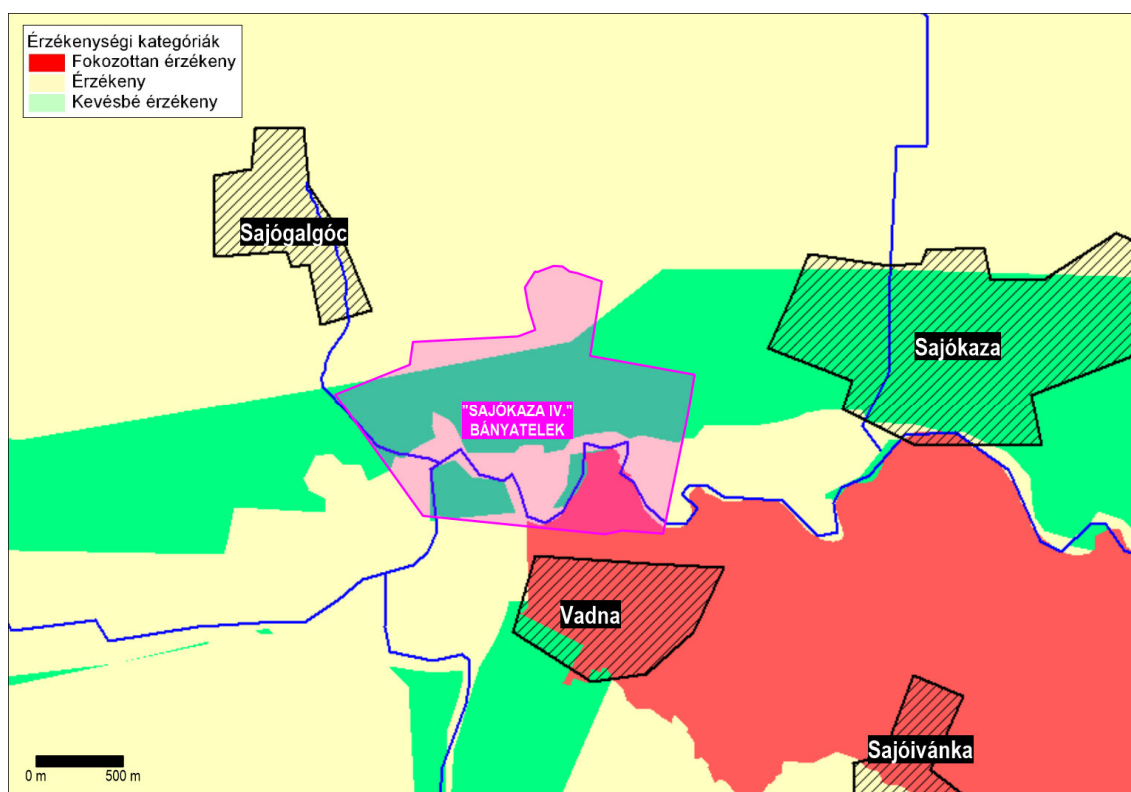 Érzékenységi kategóriák
Fokozottan érzékeny
Érzékeny
Kevésbé érzékeny
Sajógalgóc
Sajókaza
"SAJÓKAZA IV."
BÁNYATELEK
Vadna
Sajóivánka
0 m 500 m